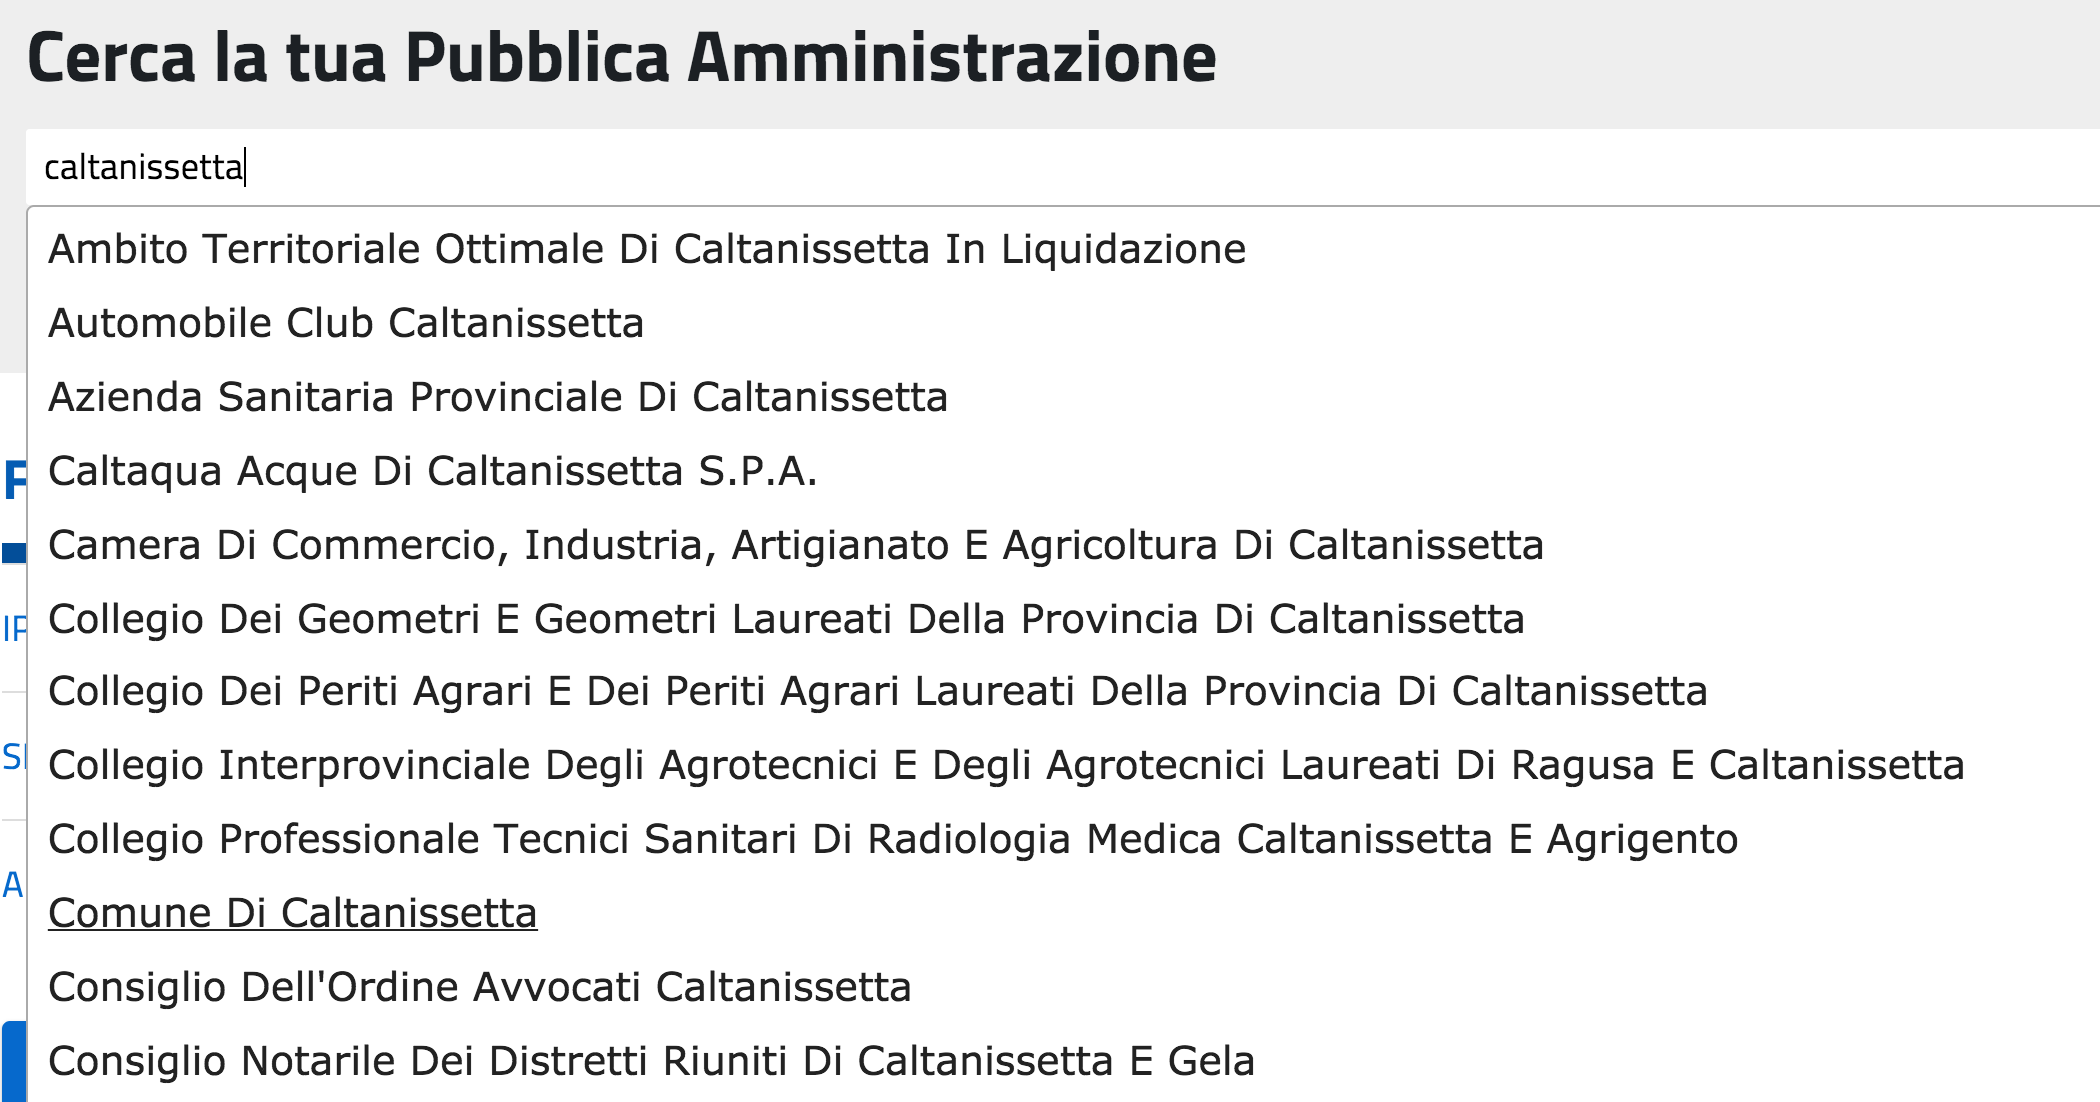 Cerca la tua Pubblica Amministrazione
caltanissetta
Ambito Territoriale Ottimale Di Caltanissetta In Liquidazione
Automobile Club Caltanissetta
Azienda Sanitaria Provinciale Di Caltanissetta
Caltaqua Acque Di Caltanissetta S.P.A.
Camera Di Commercio, Industria, Artigianato E Agricoltura Di Caltanissetta
Collegio Dei Geometri E Geometri Laureati Della Provincia Di Caltanissetta
Collegio Dei Periti Agrari E Dei Periti Agrari Laureati Della Provincia Di Caltanissetta
Collegio Interprovinciale Degli Agrotecnici E Degli Agrotecnici Laureati Di Ragusa E Caltanissetta
Collegio Professionale Tecnici Sanitari Di Radiologia Medica Caltanissetta E Agrigento
Comune Di Caltanissetta
Consiglio Dell'Ordine Avvocati Caltanissetta
Consiglio Notarile Dei Distretti Riuniti Di Caltanissetta E Gela